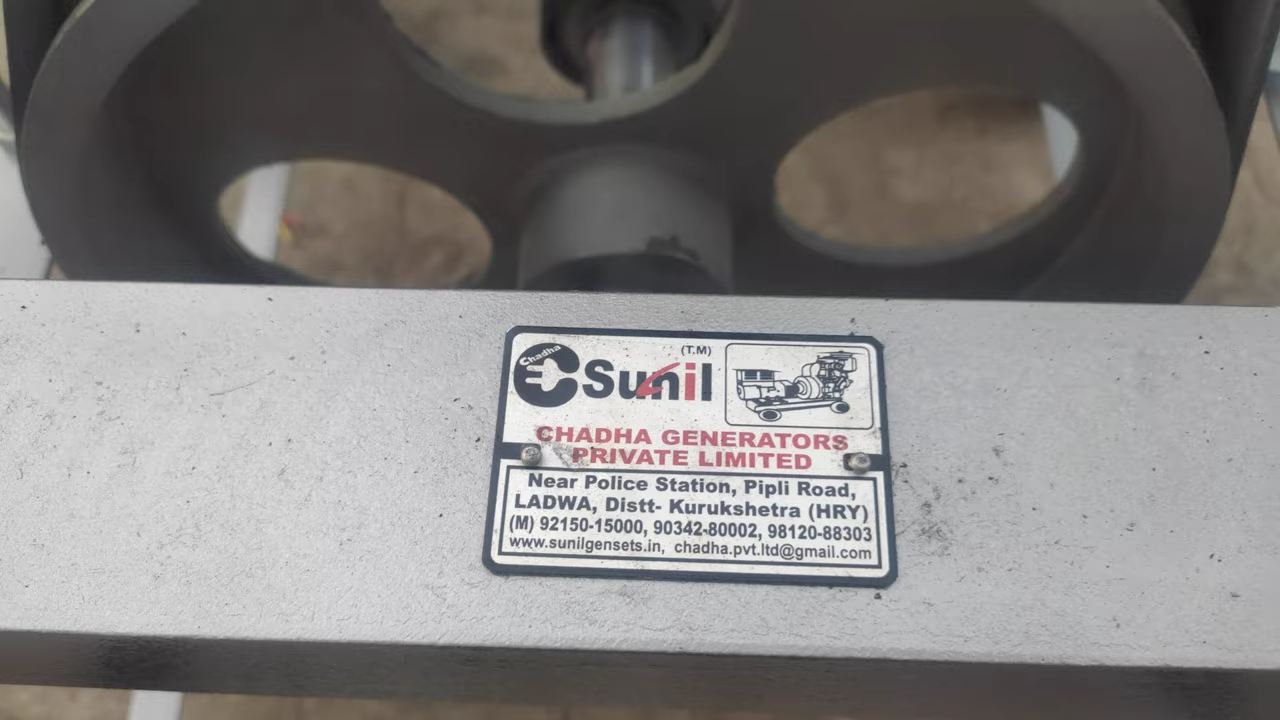 Chadha
Sunil
(T.M)
CHADHA GENERATORS
PRIVATE LIMITED
Near Police Station, Pipli Road,
LADWA, Distt- Kurukshetra (HRY)
(M) 92150-15000, 90342-80002, 98120-88303
www.sunilgensets.in, chadha.pvt.ltd@gmail.com